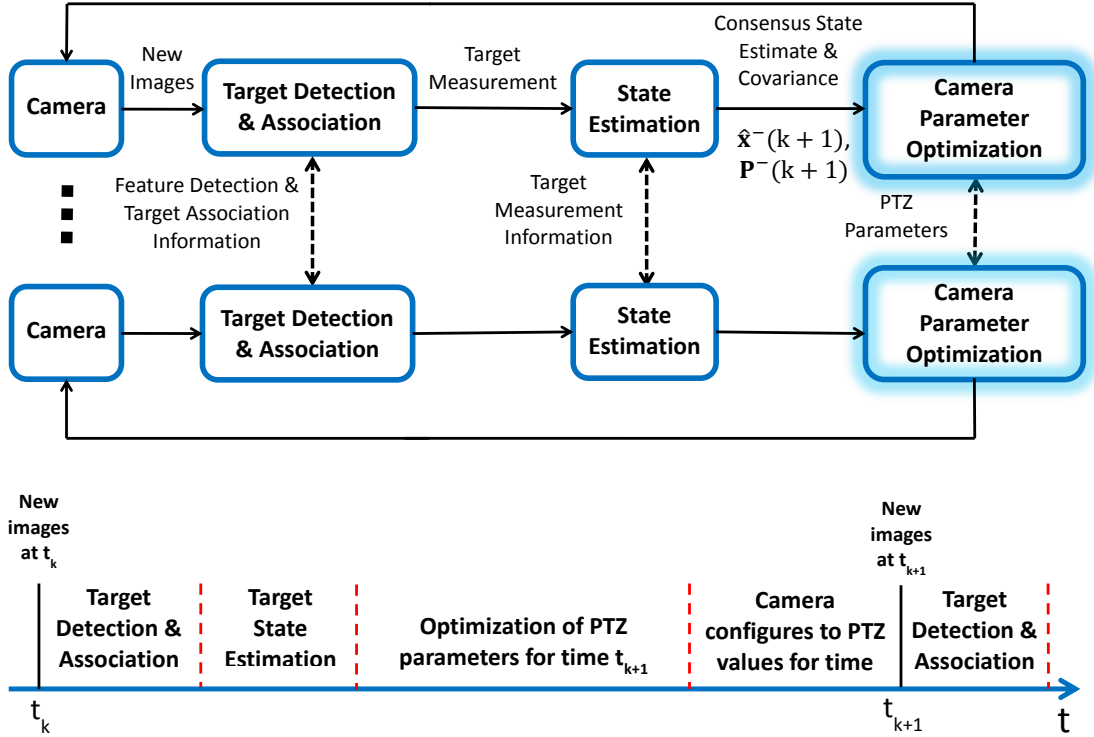 New
Images
Target
Measurement
Consensus State
Estimate &
Covariance
Camera
Target Detection
& Association
State
Estimation
Camera
Parameter
Optimization
x̂⁻(k + 1),
P⁻(k + 1)
Feature Detection &
Target Association
Information
Target
Measurement
Information
PTZ
Parameters
Camera
Target Detection
& Association
State
Estimation
Camera
Parameter
Optimization
New
images
at t_k
New
images
at t_{k+1}
Target
Detection &
Association
Target
State
Estimation
Optimization of PTZ
parameters for time t_{k+1}
Camera
configures to PTZ
values for time
Target
Detection &
Association
t_k
t_{k+1}
t